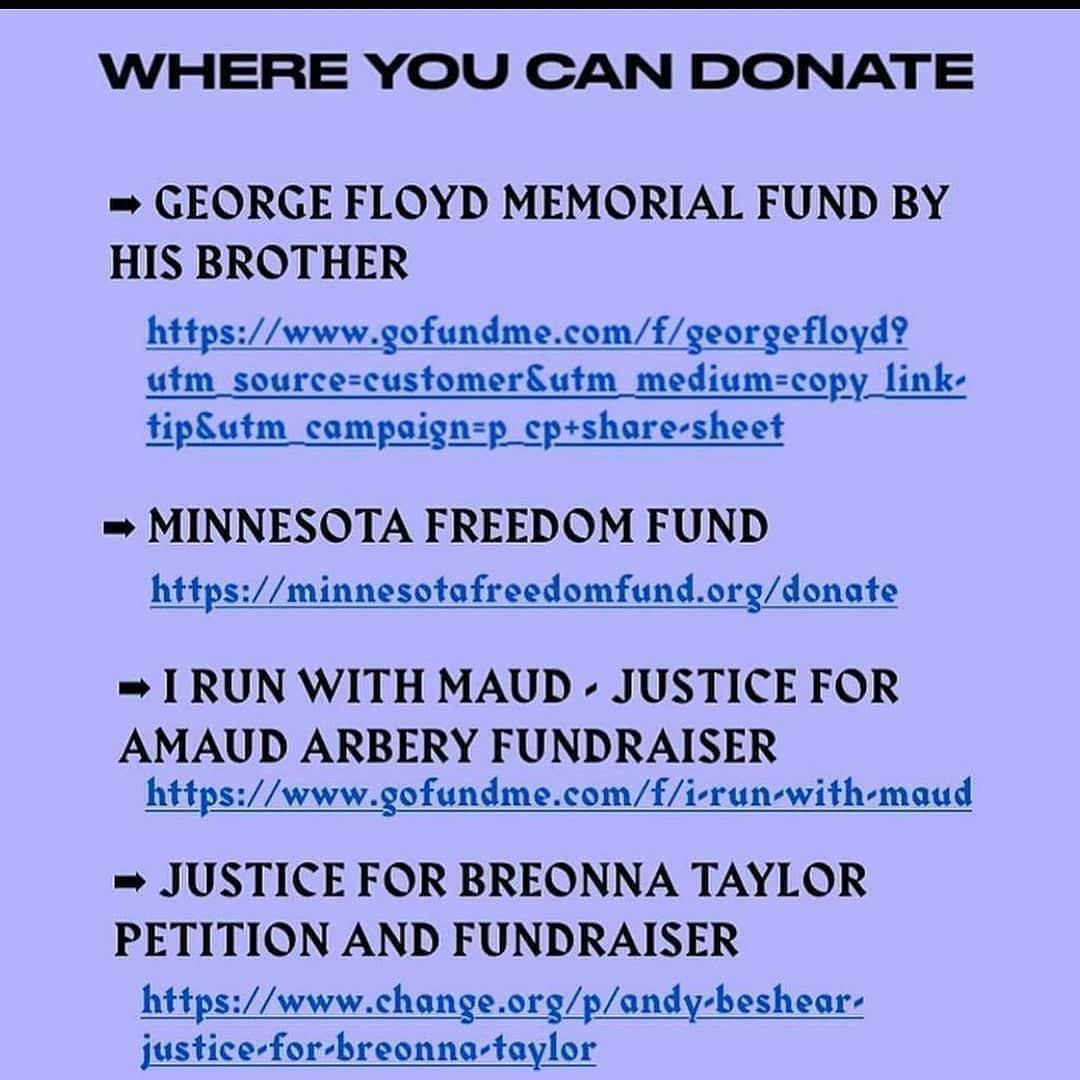 WHERE YOU CAN DONATE
➡ GEORGE FLOYD MEMORIAL FUND BY
HIS BROTHER
https://www.gofundme.com/f/georgefloyd?
utm_source=customer&utm_medium=copy_link-
tip&utm_campaign=p_cp+share-sheet
➡ MINNESOTA FREEDOM FUND
https://minnesotafreedomfund.org/donate
➡ I RUN WITH MAUD - JUSTICE FOR
AMAUD ARBERY FUNDRAISER
https://www.gofundme.com/f/i-run-with-maud
➡ JUSTICE FOR BREONNA TAYLOR
PETITION AND FUNDRAISER
https://www.change.org/p/andy-beshear-
justice-for-breonna-taylor